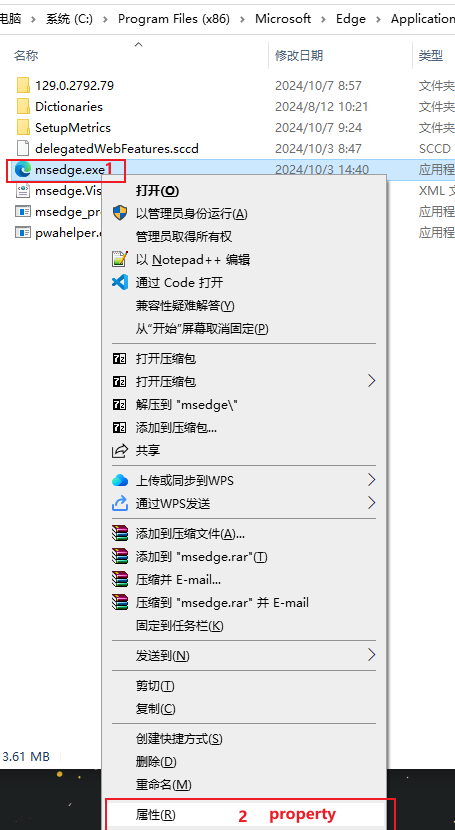 电脑 › 系统 (C:) › Program Files (x86) › Microsoft › Edge › Application
名称 修改日期 类型
129.0.2792.79 2024/10/7 8:57 文件夹
Dictionaries 2024/8/12 10:21 文件夹
SetupMetrics 2024/10/7 9:24 文件夹
delegatedWebFeatures.sccd 2024/10/3 8:47 SCCD
msedge.exe 1 2024/10/3 14:40 应用程
msedge.Vis XML 文
msedge_pr 应用程
pwahelper. 应用程
打开(O)
以管理员身份运行(A)
管理员取得所有权
以 Notepad++ 编辑
通过 Code 打开
兼容性疑难解答(Y)
从“开始”屏幕取消固定(P)
打开压缩包
打开压缩包
解压到 "msedge\"
添加到压缩包...
共享
上传或同步到WPS
通过WPS发送
添加到压缩文件(A)...
添加到 "msedge.rar"(T)
压缩并 E-mail...
压缩到 "msedge.rar" 并 E-mail
固定到任务栏(K)
发送到(N)
剪切(T)
复制(C)
创建快捷方式(S)
删除(D)
重命名(M)
3.61 MB
属性(R) 2 property